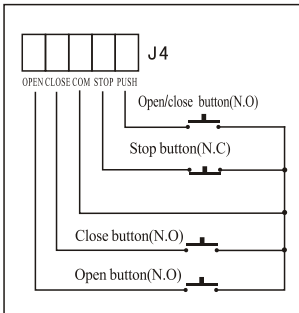 J4
OPEN CLOSE COM STOP PUSH
Open/close button(N.O)
Stop button(N.C)
Close button(N.O)
Open button(N.O)